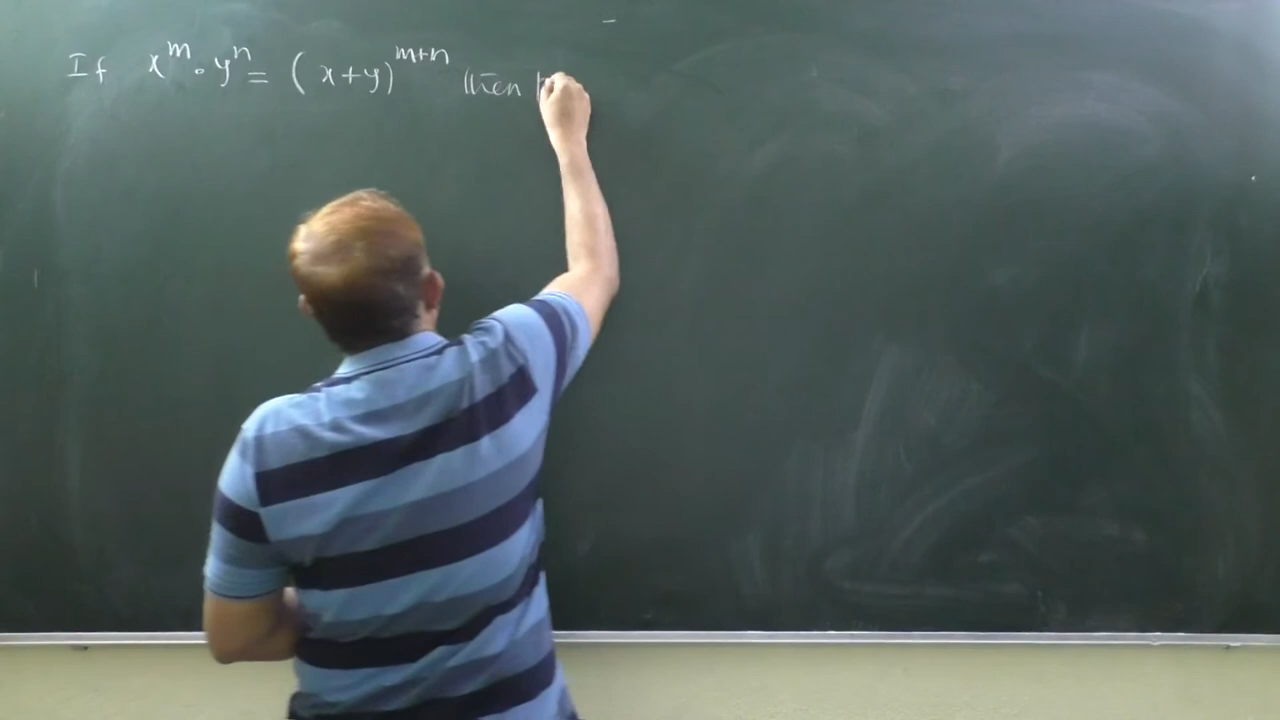 If x^m · y^n = (x+y)^{m+n} then